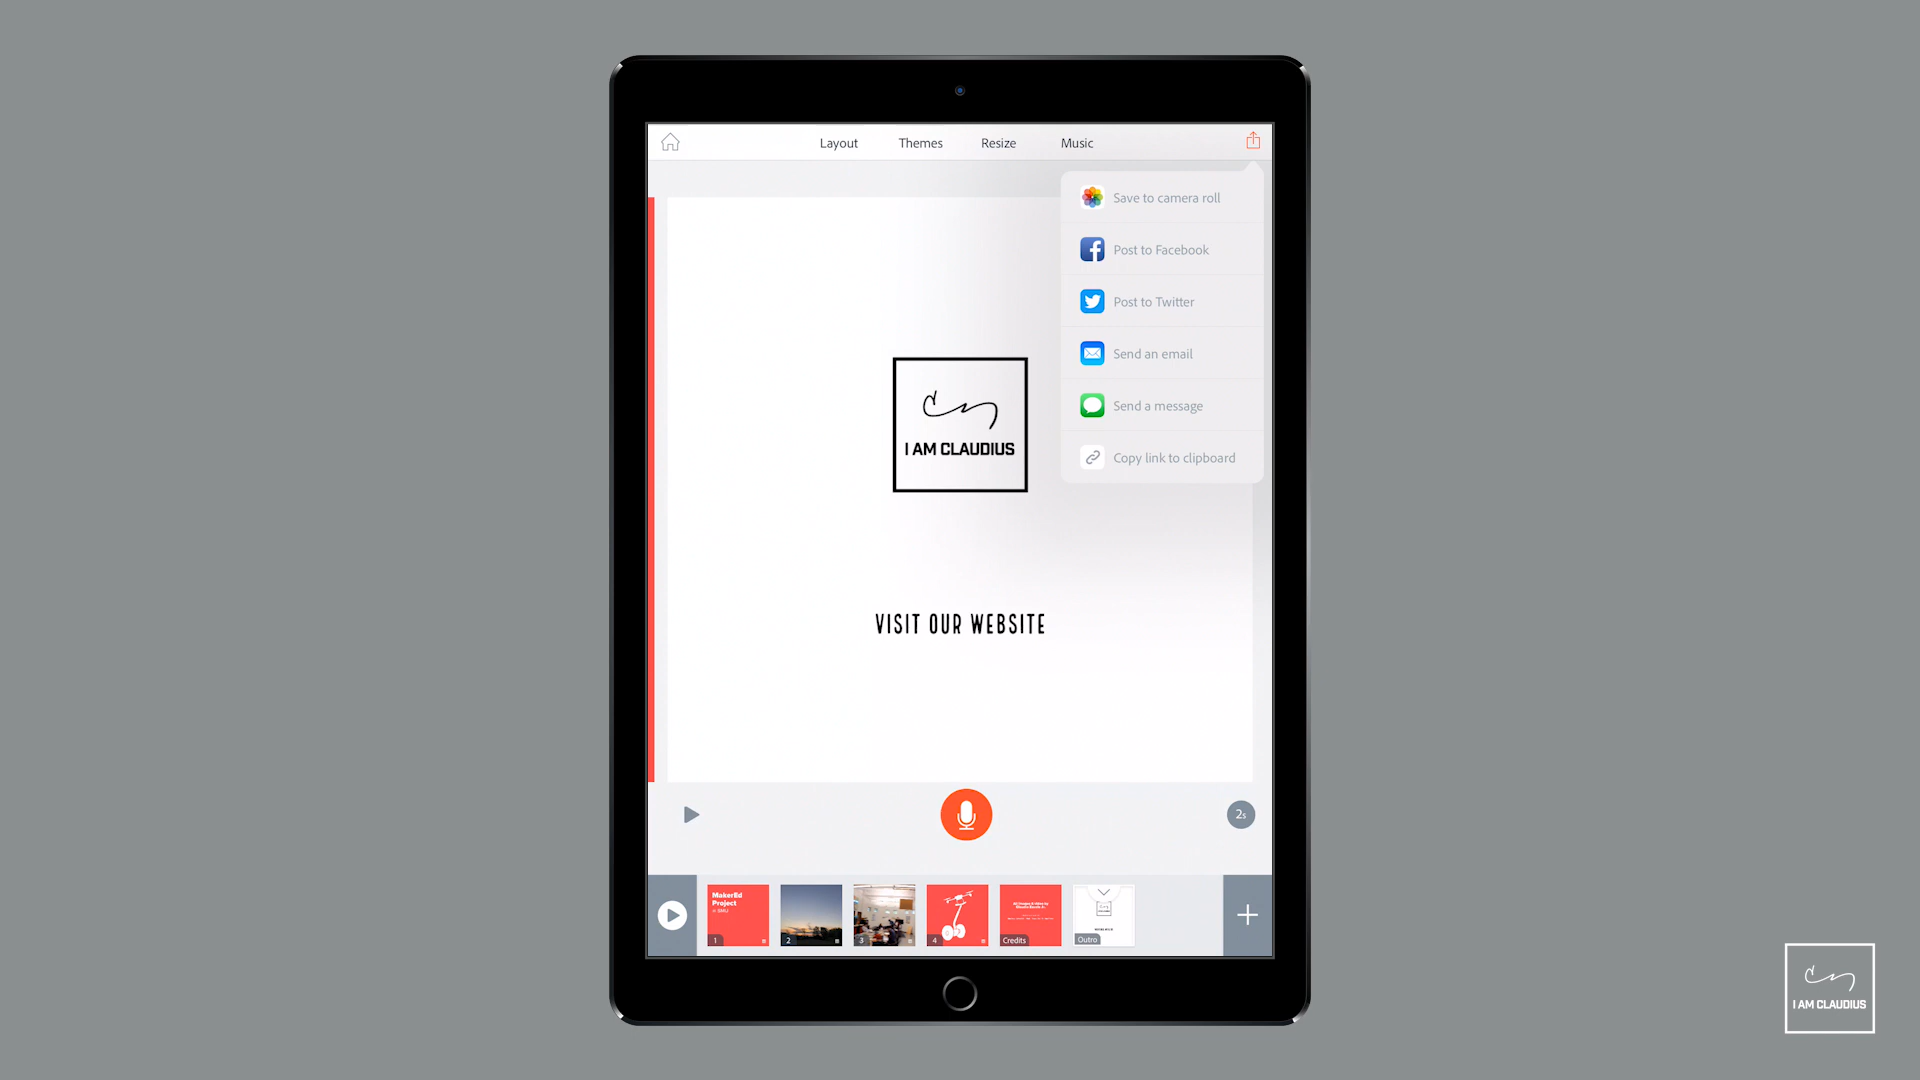 Layout Themes Resize Music
Save to camera roll
Post to Facebook
Post to Twitter
Send an email
Send a message
Copy link to clipboard
I AM CLAUDIUS
VISIT OUR WEBSITE
2s
MakerEd
Project
1
2
3
4
Credits
Outro
I AM CLAUDIUS